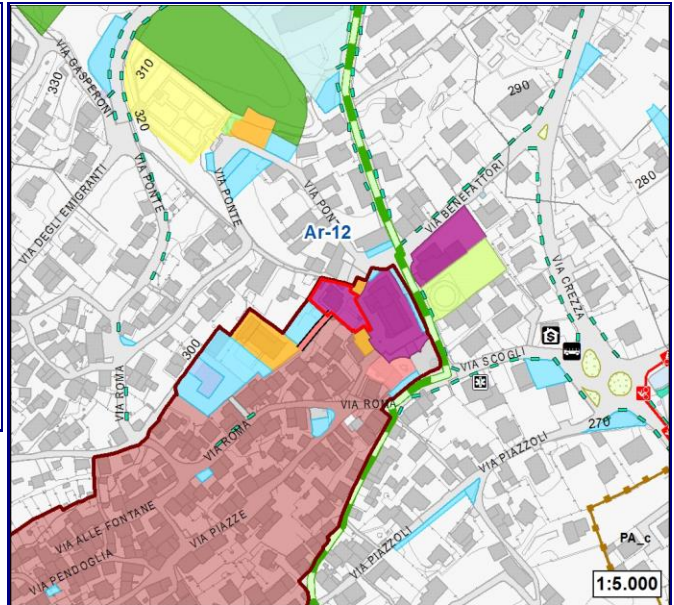 VIA GASPERONI
330
310
320
VIA PONTE
VIA DEGLI EMIGRANTI
VIA PONTE
VIA PON
Ar-12
290
280
VIA BENEFATTORI
VIA CREZZA
300
VIA ROMA
S
VIA SCOGLI
VIA ROMA
VIA ROMA
270
VIA PIAZZOLI
VIA ALLE FONTANE
VIA PIAZZE
VIA PENDOGLIA
VIA PIAZZOLI
PA_c
1:5.000